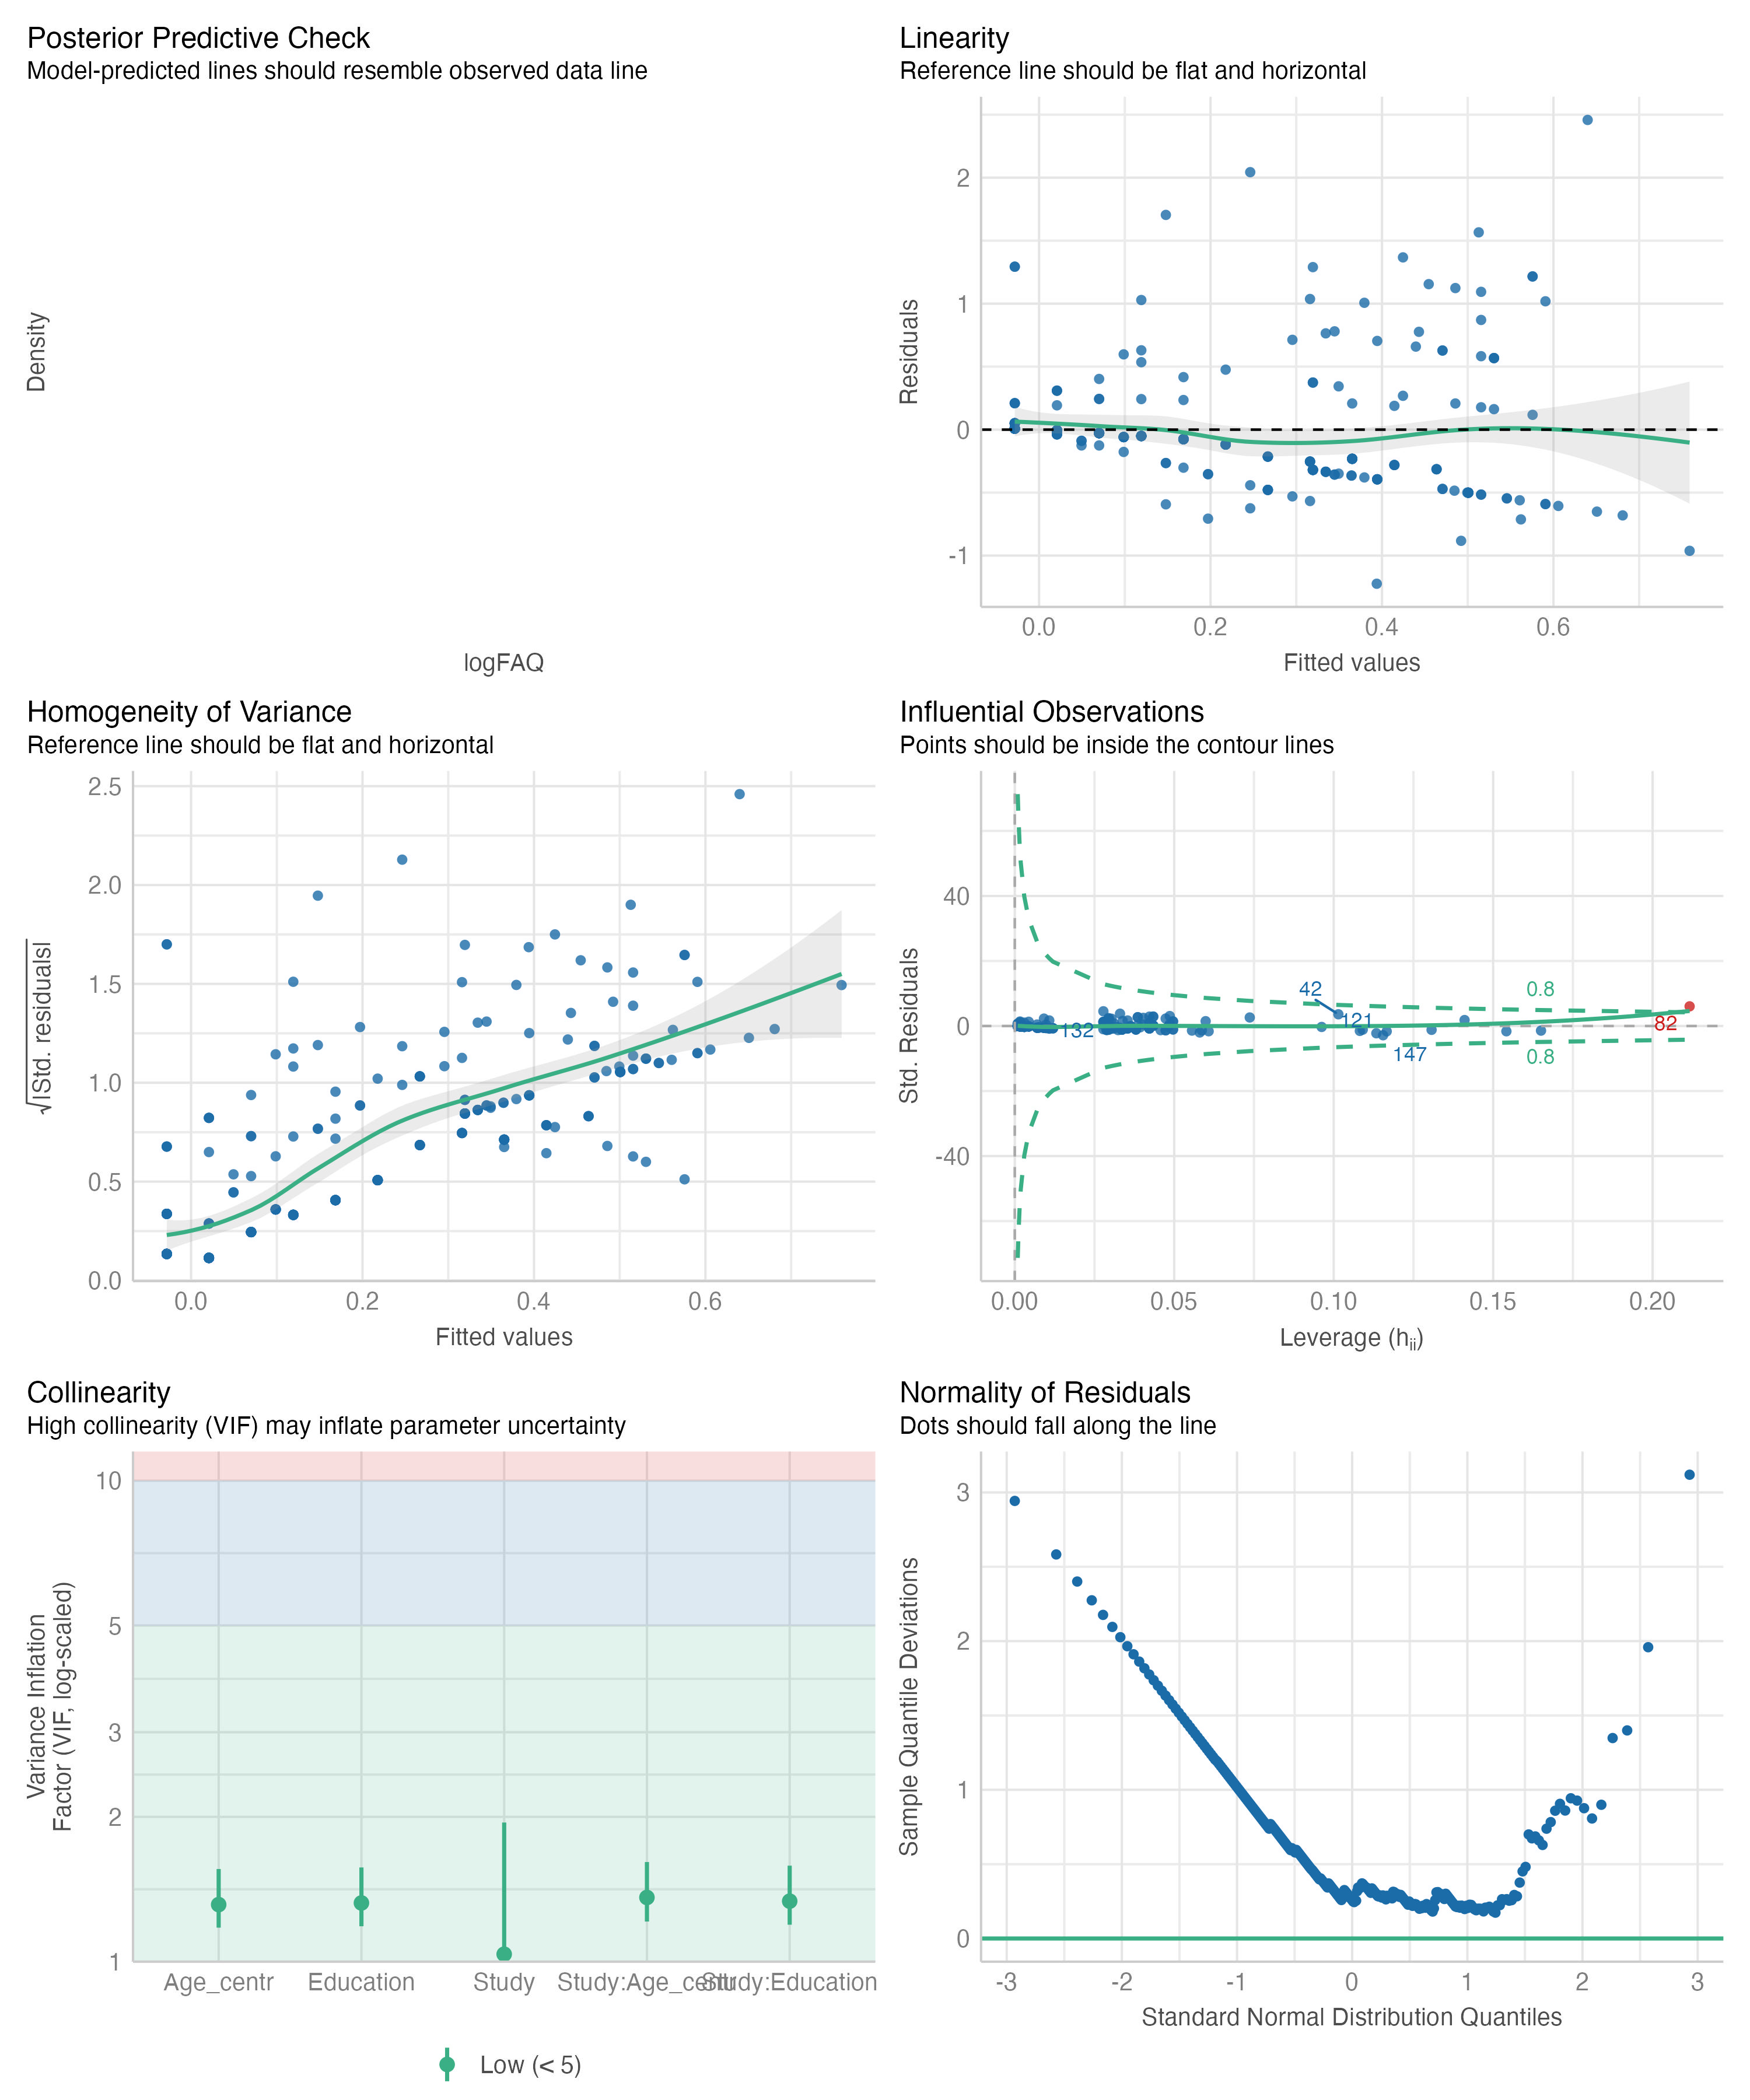 Posterior Predictive Check
Model-predicted lines should resemble observed data line
Density
logFAQ
Linearity
Reference line should be flat and horizontal
Residuals
2
1
0
-1
0.0 0.2 0.4 0.6
Fitted values
Homogeneity of Variance
Reference line should be flat and horizontal
√|Std. residuals|
2.5
2.0
1.5
1.0
0.5
0.0
0.0 0.2 0.4 0.6
Fitted values
Influential Observations
Points should be inside the contour lines
Std. Residuals
40
0
-40
42
0.8
132
121
82
147
0.8
0.00 0.05 0.10 0.15 0.20
Leverage (hii)
Collinearity
High collinearity (VIF) may inflate parameter uncertainty
Variance Inflation
Factor (VIF, log-scaled)
10
5
3
2
1
Age_centr Education Study Study:Age_centr Study:Education
Low (< 5)
Normality of Residuals
Dots should fall along the line
Sample Quantile Deviations
3
2
1
0
-3 -2 -1 0 1 2 3
Standard Normal Distribution Quantiles